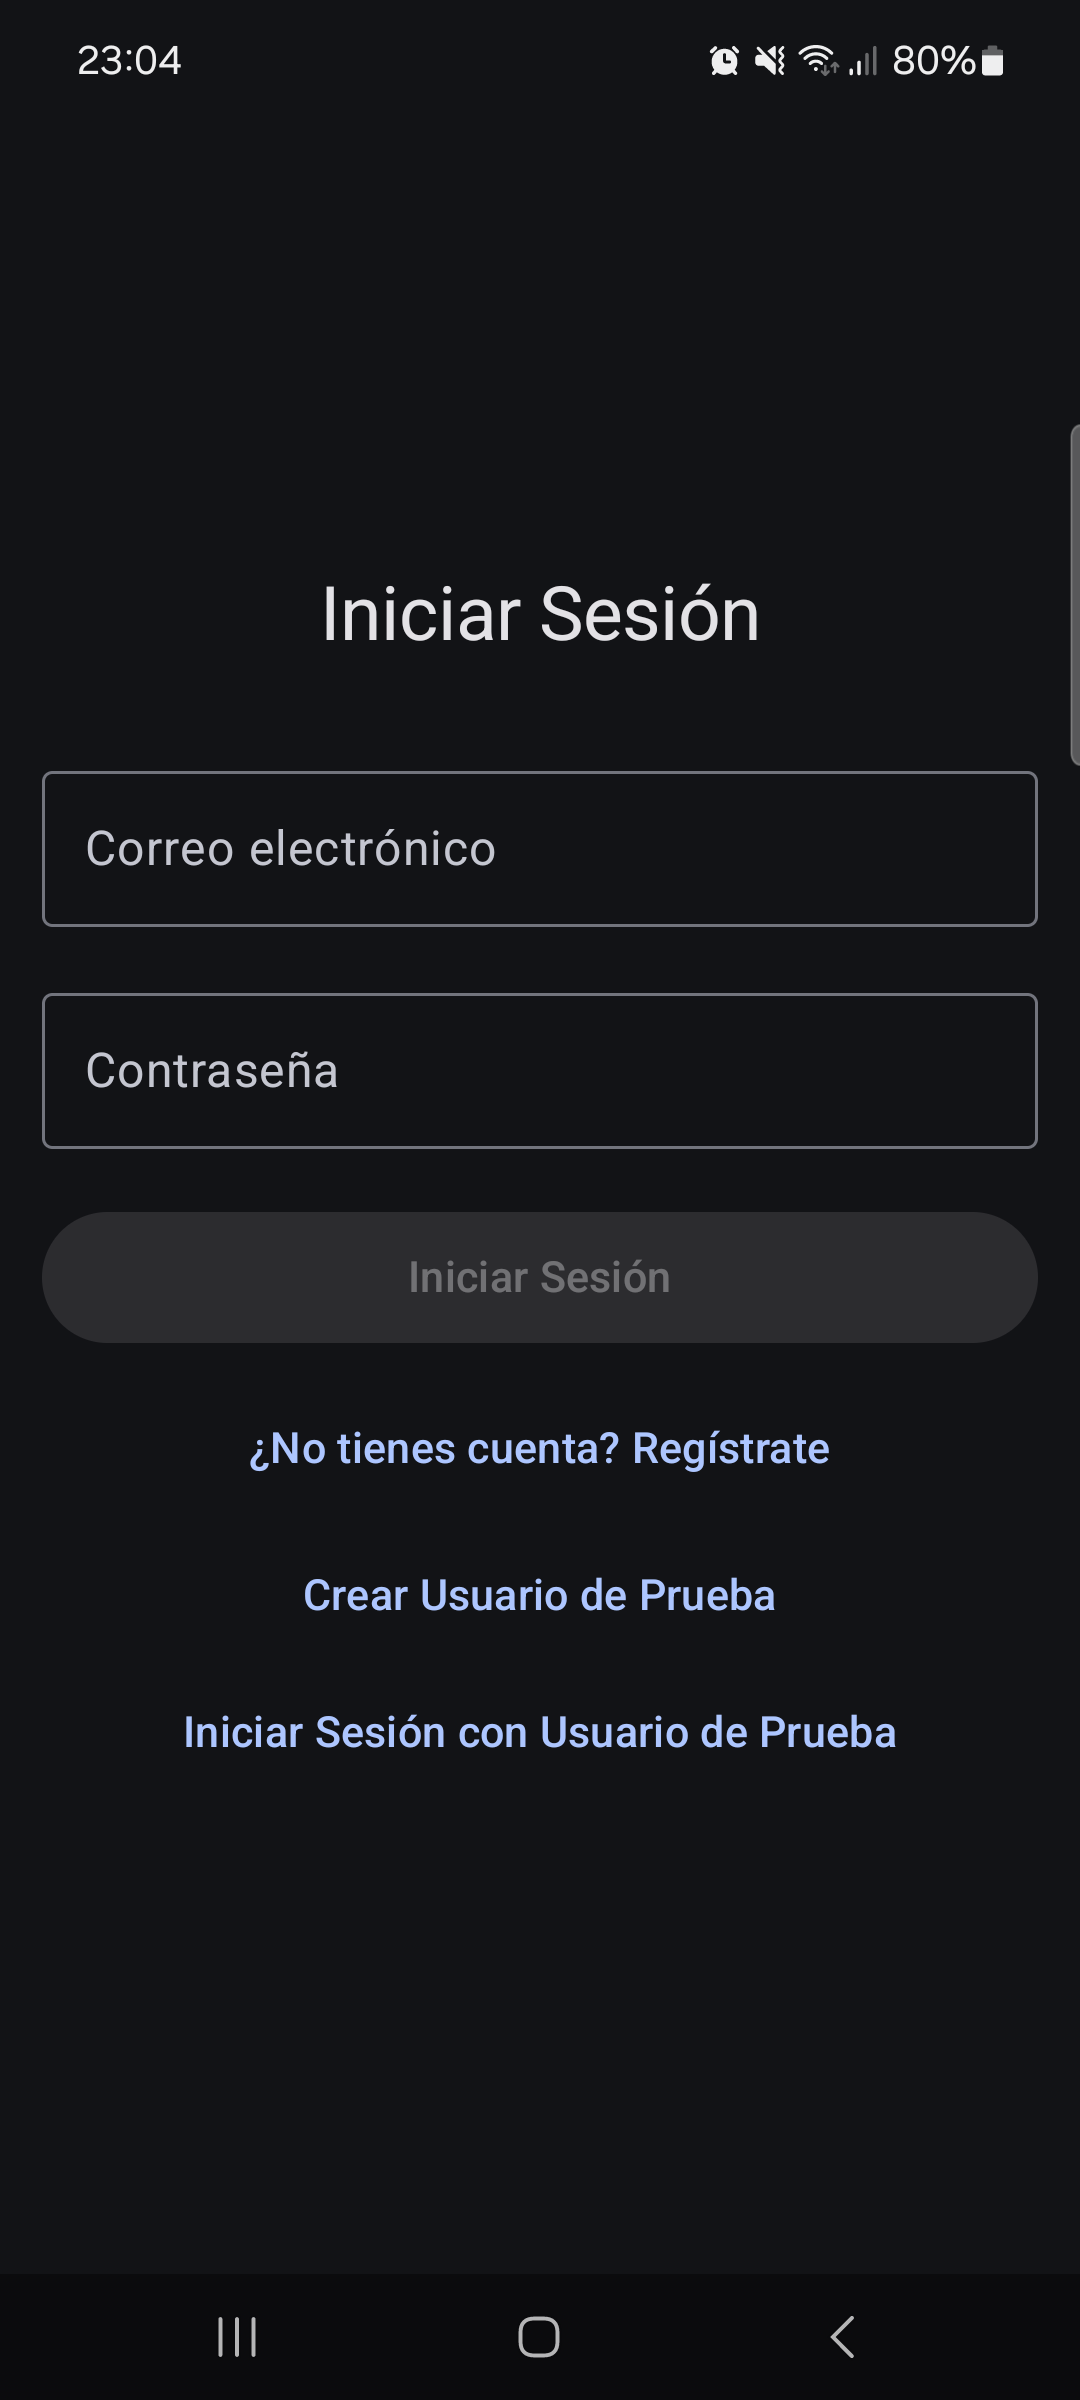 23:04
80%
Iniciar Sesión
Correo electrónico
Contraseña
Iniciar Sesión
¿No tienes cuenta? Regístrate
Crear Usuario de Prueba
Iniciar Sesión con Usuario de Prueba